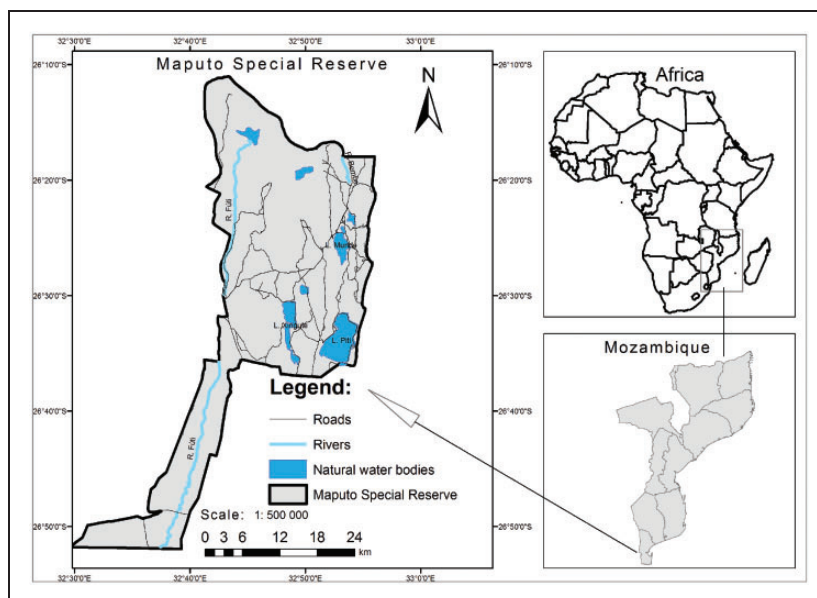 32°30'0"E 32°40'0"E 32°50'0"E 33°0'0"E
Maputo Special Reserve
N
26°10'0"S 26°10'0"S
26°20'0"S 26°20'0"S
26°30'0"S 26°30'0"S
26°40'0"S 26°40'0"S
26°50'0"S 26°50'0"S
R. Fúti
L. Xingute
L. Piti
R. Fúti
Legend:
Roads
Rivers
Natural water bodies
Maputo Special Reserve
Scale: 1: 500 000
0 3 6 12 18 24
km
32°30'0"E 32°40'0"E 32°50'0"E 33°0'0"E
Africa
Mozambique